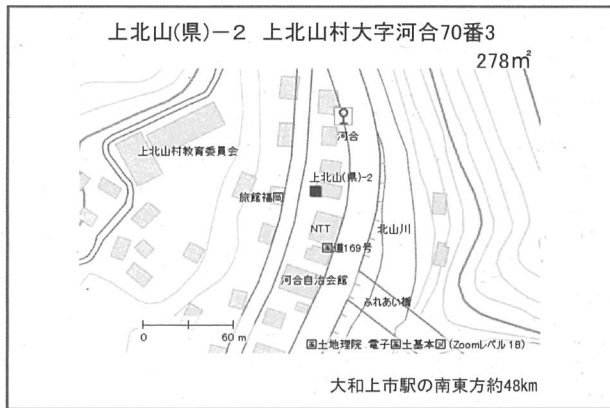 上北山(県)-2 上北山村大字河合70番3
278㎡
河合
上北山村教育委員会
上北山(県)-2
旅館福岡
NTT
北山川
国道169号
河合自治会館
ふれあい橋
0 60 m
国土地理院 電子国土基本図(Zoomレベル18)
大和上市駅の南東方約48km